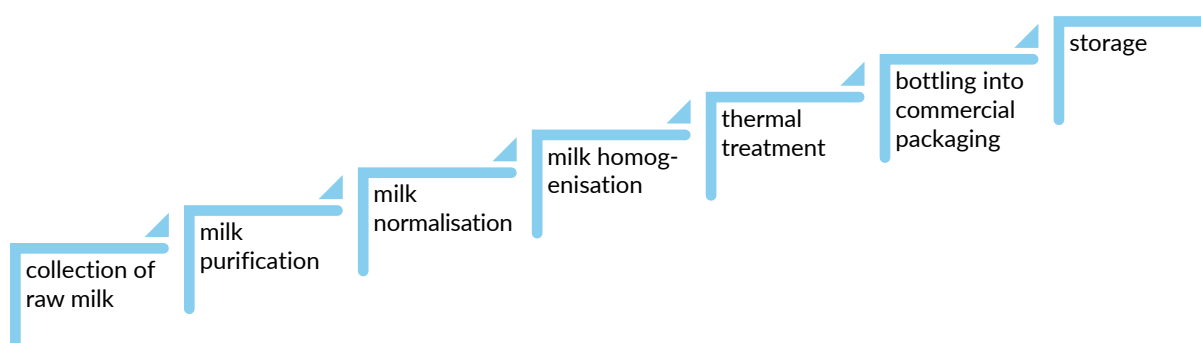 collection of
raw milk
milk
purification
milk
normalisation
milk homog-
enisation
thermal
treatment
bottling into
commercial
packaging
storage